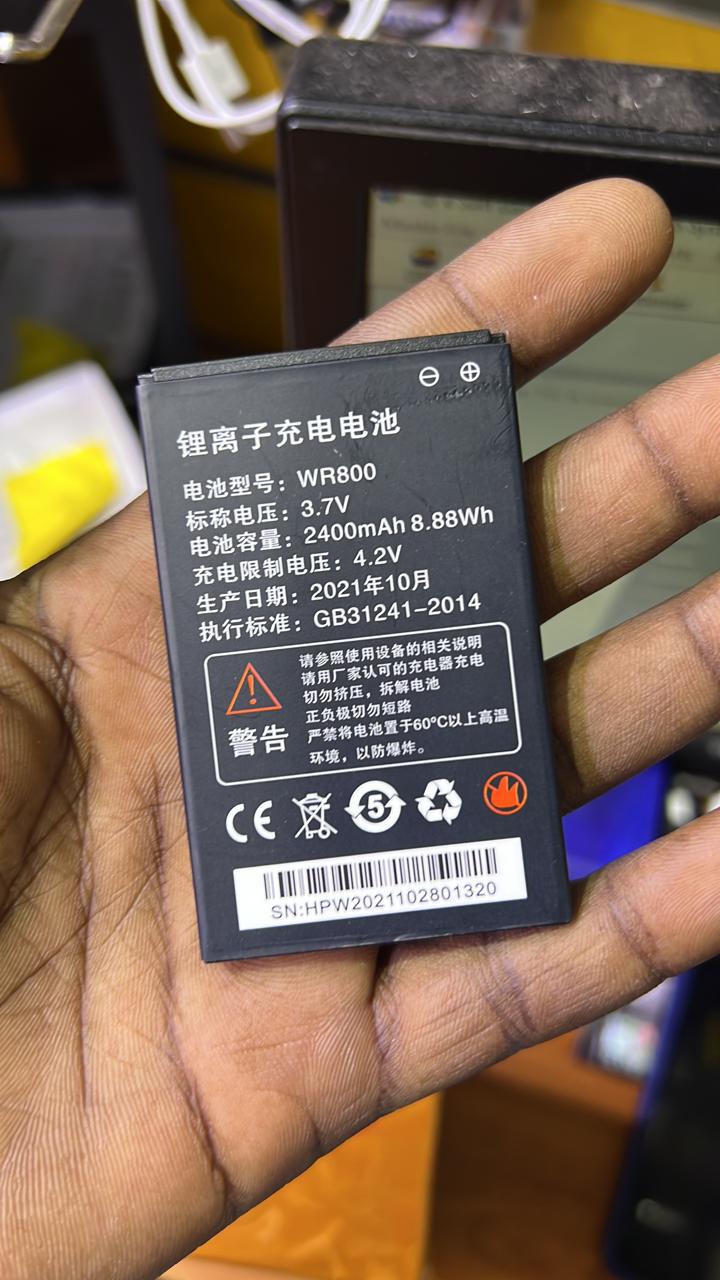 ⊖ ⊕
锂离子充电电池
电池型号：WR800
标称电压：3.7V
电池容量：2400mAh 8.88Wh
充电限制电压：4.2V
生产日期：2021年10月
执行标准：GB31241-2014
请参照使用设备的相关说明
请用厂家认可的充电器充电
切勿挤压，拆解电池
正负极切勿短路
严禁将电池置于60℃以上高温
环境，以防爆炸。
警告
CE 5
SN:HPW2021102801320